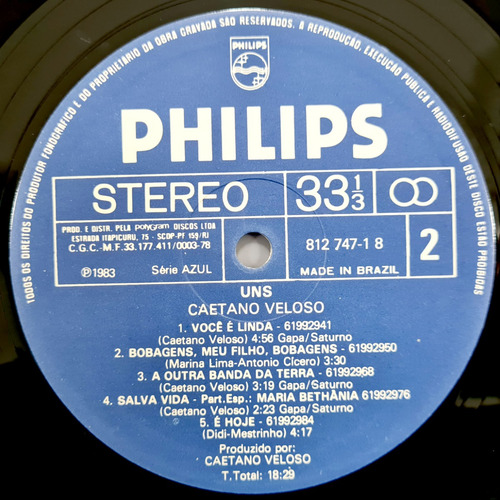 TODOS OS DIREITOS DO PRODUTOR FONOGRÁFICO E DO PROPRIETÁRIO DA OBRA GRAVADA SÃO RESERVADOS. A REPRODUÇÃO, EXECUÇÃO PÚBLICA E RADIODIFUSÃO DESTE DISCO ESTÃO PROIBIDAS
PHILIPS
PHILIPS
STEREO 33 1/3
PROD. E DISTR. PELA polygram DISCOS LTDA
ESTRADA ITAPICURU, 75 - SCDP-PF 159/RJ
C.G.C.-M.F. 33.177.411/0003-78
812 747-1 8
2
℗1983 Série AZUL
MADE IN BRAZIL
UNS
CAETANO VELOSO
1. VOCÊ É LINDA - 61992941
(Caetano Veloso) 4:56 Gapa/Saturno
2. BOBAGENS, MEU FILHO, BOBAGENS - 61992950
(Marina Lima-Antonio Cícero) 3:30
3. A OUTRA BANDA DA TERRA - 61992968
(Caetano Veloso) 3:19 Gapa/Saturno
4. SALVA VIDA - Part.Esp.: MARIA BETHÂNIA 61992976
(Caetano Veloso) 2:23 Gapa/Saturno
5. É HOJE - 61992984
(Didi-Mestrinho) 4:17
Produzido por:
CAETANO VELOSO
T.Total: 18:29